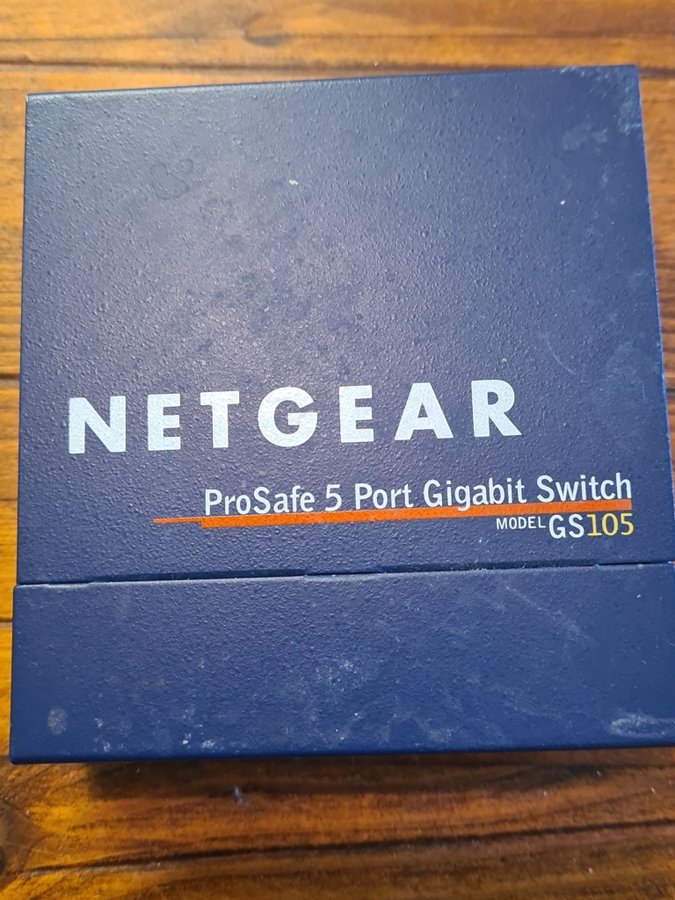 NETGEAR
ProSafe 5 Port Gigabit Switch
MODEL GS105